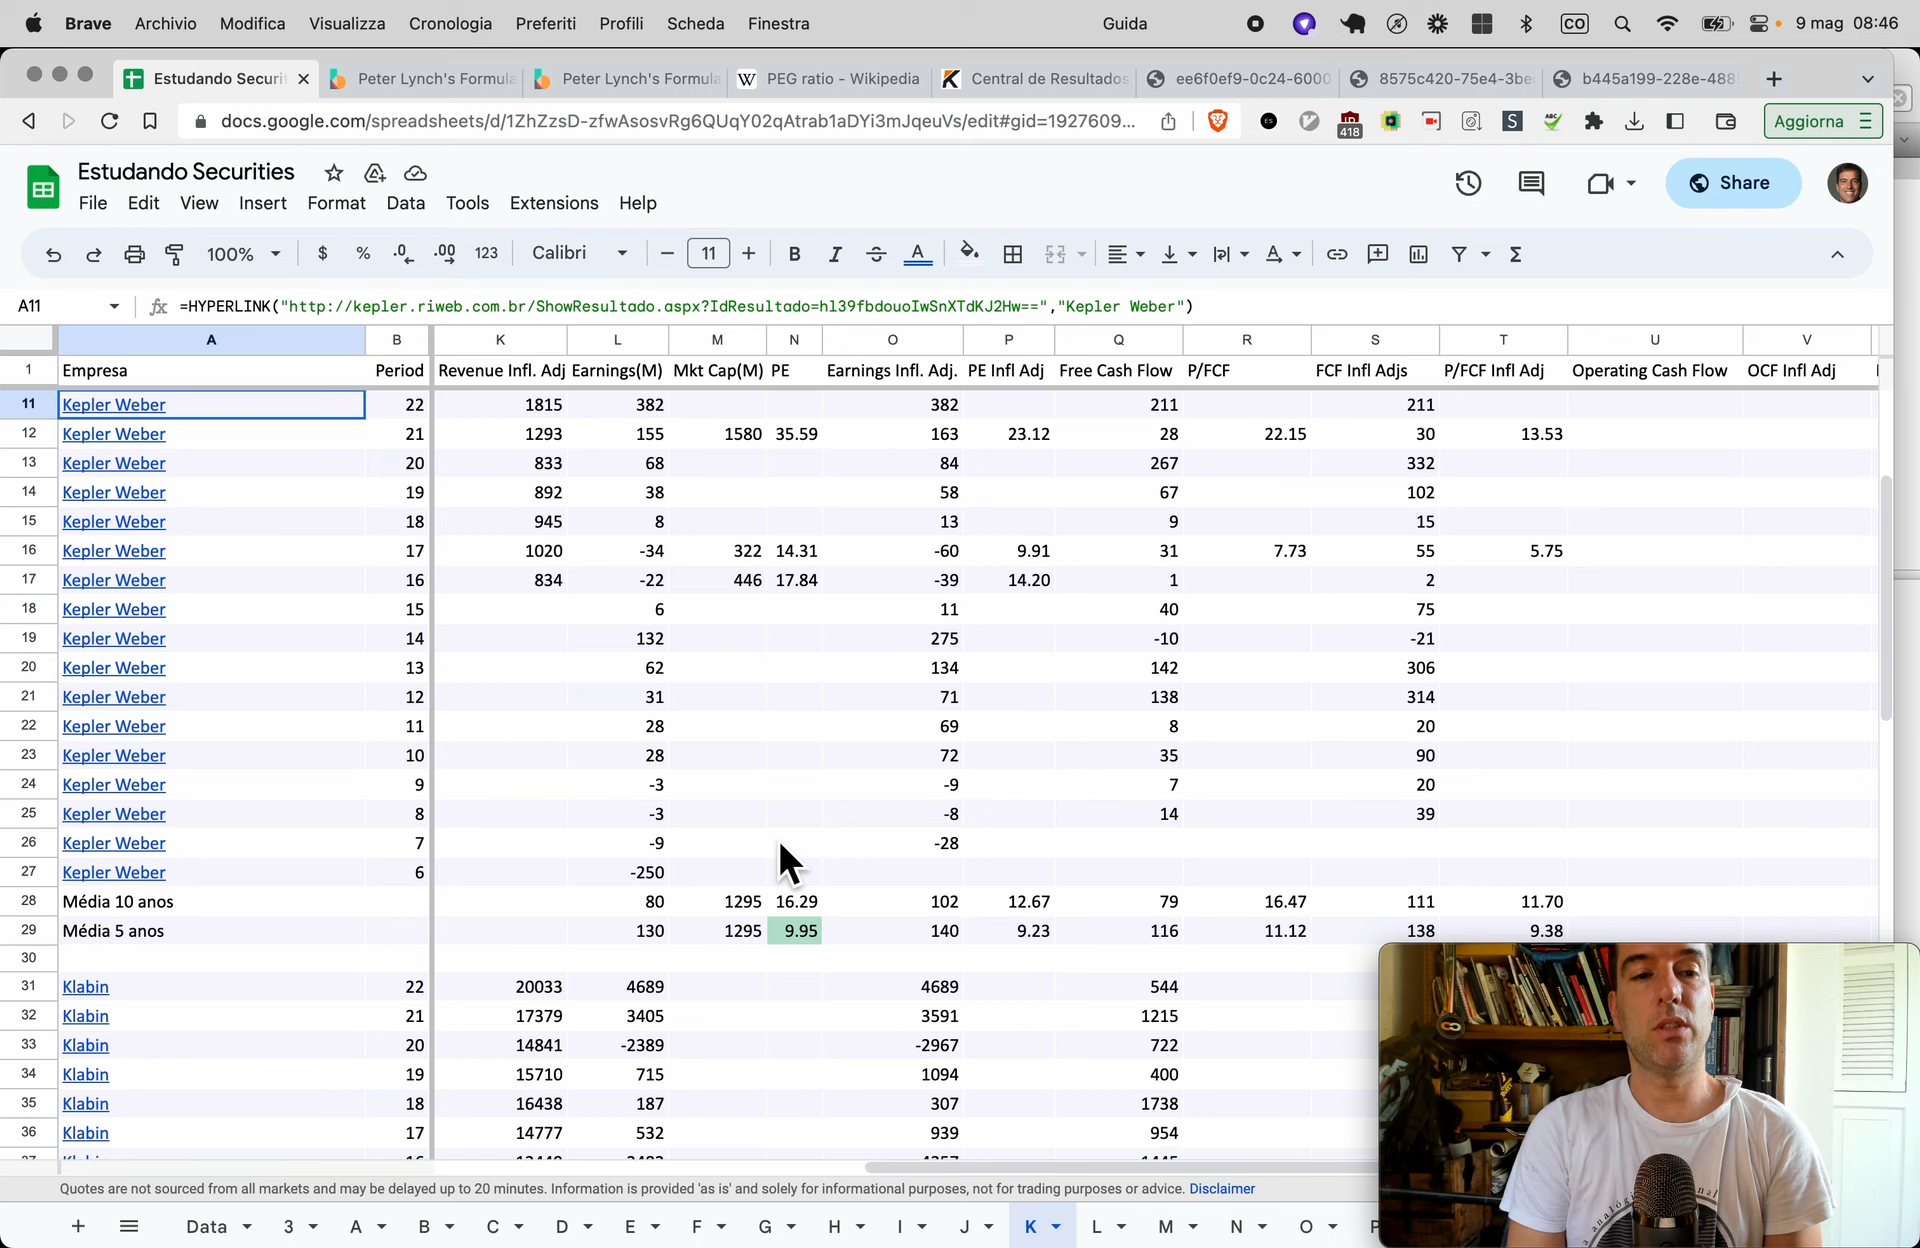 Brave Archivio Modifica Visualizza Cronologia Preferiti Profili Scheda Finestra Guida 9 mag 08:46
Estudando Securi Peter Lynch's Formula Peter Lynch's Formula PEG ratio - Wikipedia Central de Resultados ee6f0ef9-0c24-6000 8575c420-75e4-3be b445a199-228e-488
docs.google.com/spreadsheets/d/1ZhZzsD-zfwAsosvRg6QUqY02qAtrab1aDYi3mJqeuVs/edit#gid=1927609... 418 Aggiorna
Estudando Securities
File Edit View Insert Format Data Tools Extensions Help
Share
100% $ % .0 .00 123 Calibri 11 B I S A
A11 fx =HYPERLINK("http://kepler.riweb.com.br/ShowResultado.aspx?IdResultado=hl39fbdouoIwSnXTdKJ2Hw==","Kepler Weber")
A B K L M N O P Q R S T U V
1 Empresa Period Revenue Infl. Adj Earnings(M) Mkt Cap(M) PE Earnings Infl. Adj. PE Infl Adj Free Cash Flow P/FCF FCF Infl Adjs P/FCF Infl Adj Operating Cash Flow OCF Infl Adj
11 Kepler Weber 22 1815 382 382 211 211
12 Kepler Weber 21 1293 155 1580 35.59 163 23.12 28 22.15 30 13.53
13 Kepler Weber 20 833 68 84 267 332
14 Kepler Weber 19 892 38 58 67 102
15 Kepler Weber 18 945 8 13 9 15
16 Kepler Weber 17 1020 -34 322 14.31 -60 9.91 31 7.73 55 5.75
17 Kepler Weber 16 834 -22 446 17.84 -39 14.20 1 2
18 Kepler Weber 15 6 11 40 75
19 Kepler Weber 14 132 275 -10 -21
20 Kepler Weber 13 62 134 142 306
21 Kepler Weber 12 31 71 138 314
22 Kepler Weber 11 28 69 8 20
23 Kepler Weber 10 28 72 35 90
24 Kepler Weber 9 -3 -9 7 20
25 Kepler Weber 8 -3 -8 14 39
26 Kepler Weber 7 -9 -28
27 Kepler Weber 6 -250
28 Média 10 anos 80 1295 16.29 102 12.67 79 16.47 111 11.70
29 Média 5 anos 130 1295 9.95 140 9.23 116 11.12 138 9.38
30
31 Klabin 22 20033 4689 4689 544
32 Klabin 21 17379 3405 3591 1215
33 Klabin 20 14841 -2389 -2967 722
34 Klabin 19 15710 715 1094 400
35 Klabin 18 16438 187 307 1738
36 Klabin 17 14777 532 939 954
Quotes are not sourced from all markets and may be delayed up to 20 minutes. Information is provided 'as is' and solely for informational purposes, not for trading purposes or advice. Disclaimer
+ Data 3 A B C D E F G H I J K L M N O P